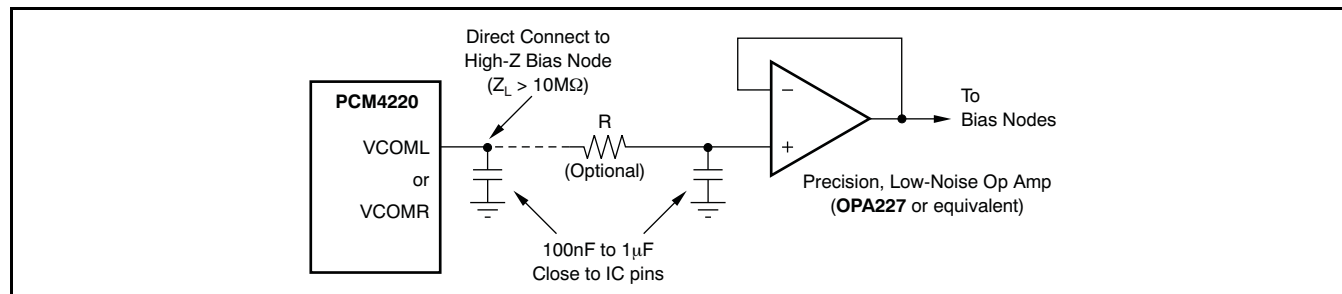 Direct Connect to
High-Z Bias Node
(ZL > 10MΩ)
PCM4220
VCOML
or
VCOMR
R
(Optional)
−
+
To
Bias Nodes
Precision, Low-Noise Op Amp
(OPA227 or equivalent)
100nF to 1μF
Close to IC pins